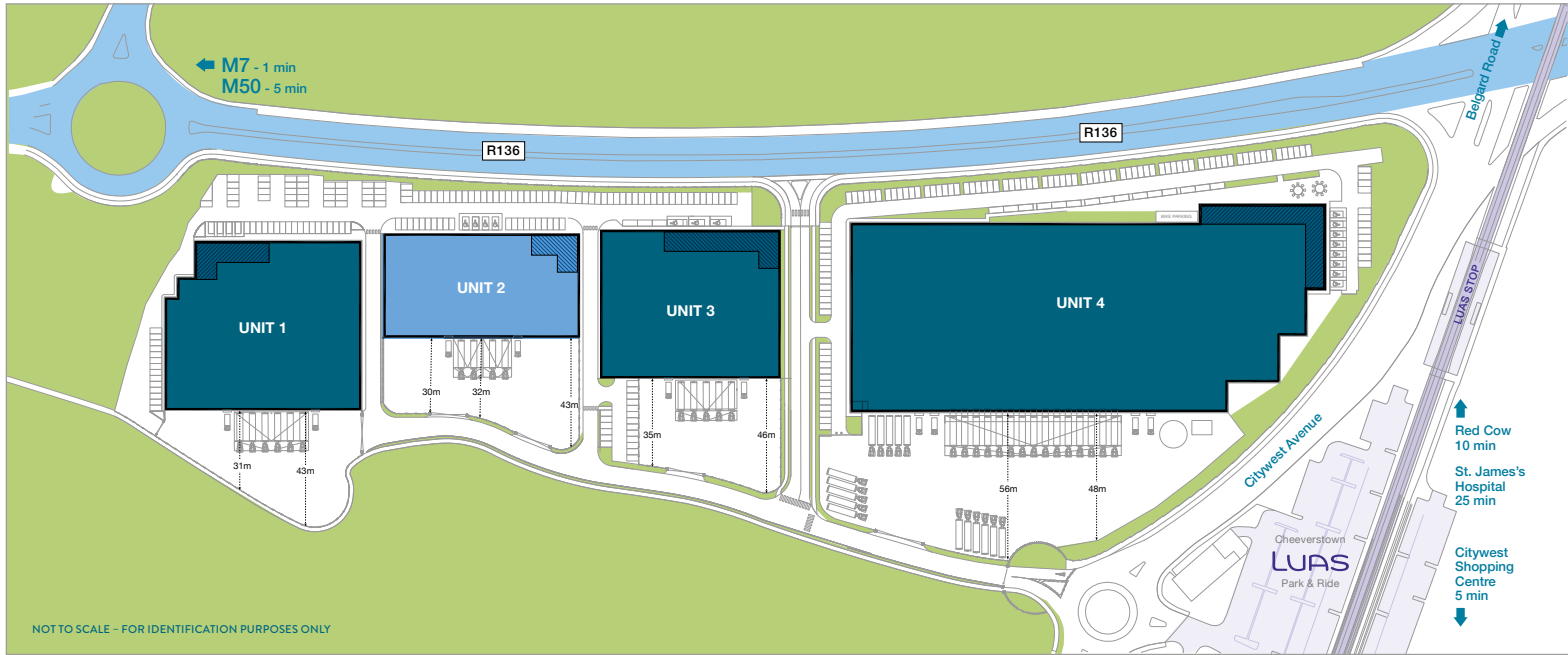 M7 - 1 min
M50 - 5 min
R136
R136
Belgard Road
BIKE PARKING
UNIT 1
UNIT 2
UNIT 3
UNIT 4
LUAS STOP
30m
32m
43m
35m
46m
31m
43m
56m
48m
Citywest Avenue
Red Cow
10 min
St. James's
Hospital
25 min
Cheeverstown
LUAS
Park & Ride
Citywest
Shopping
Centre
5 min
NOT TO SCALE – FOR IDENTIFICATION PURPOSES ONLY